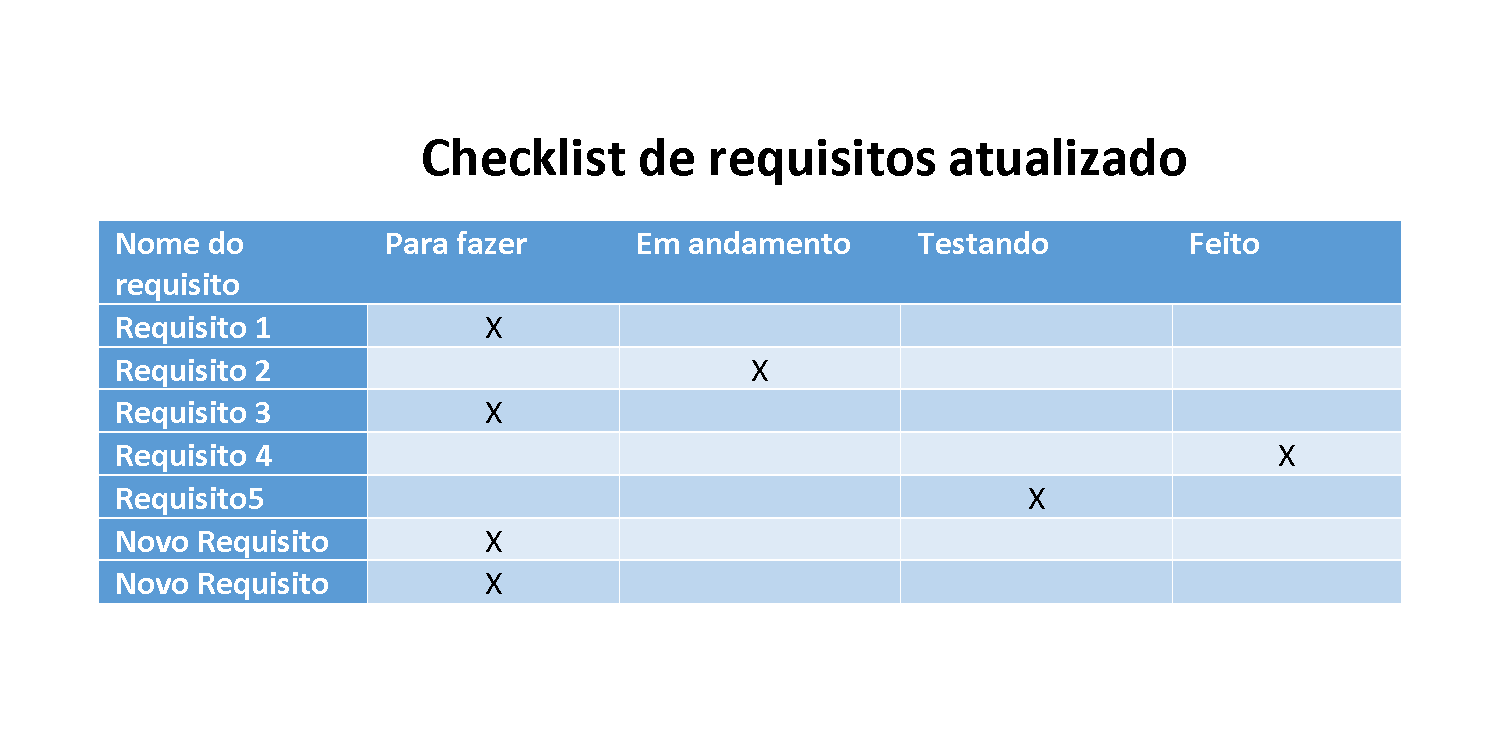 Checklist de requisitos atualizado
Nome do requisito Para fazer Em andamento Testando Feito
Requisito 1 X
Requisito 2 X
Requisito 3 X
Requisito 4 X
Requisito5 X
Novo Requisito X
Novo Requisito X